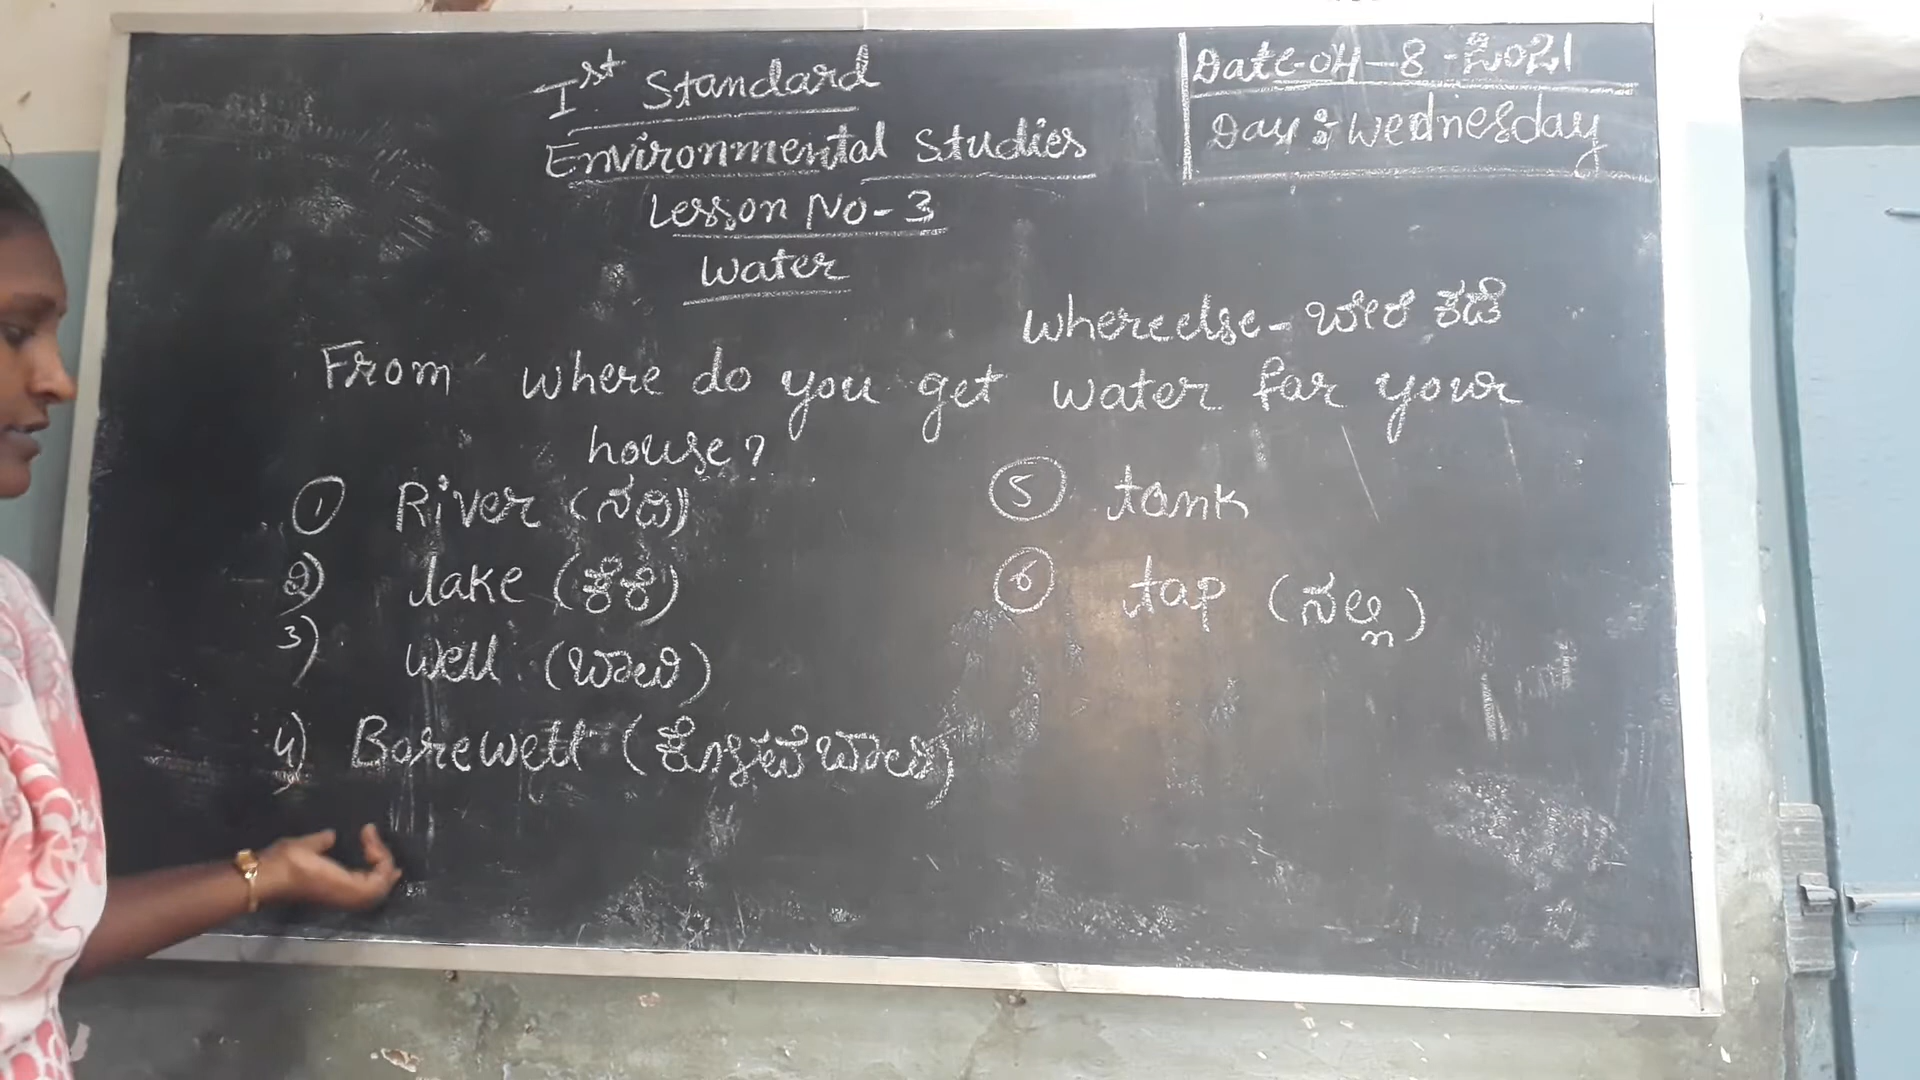 Ist Standard
Environmental Studies
Lesson No-3
Water
Date-04-8-2021
Day: Wednesday
whereelse - ಬೇರೆ ಕಡೆ
From where do you get water for your
house?
① River (ನದಿ)
2) lake (ಕೆರೆ)
3) well (ಬಾವಿ)
4) Borewell (ಕೊಳವೆಬಾವಿ)
⑤ tank
⑥ tap (ನಲ್ಲಿ)